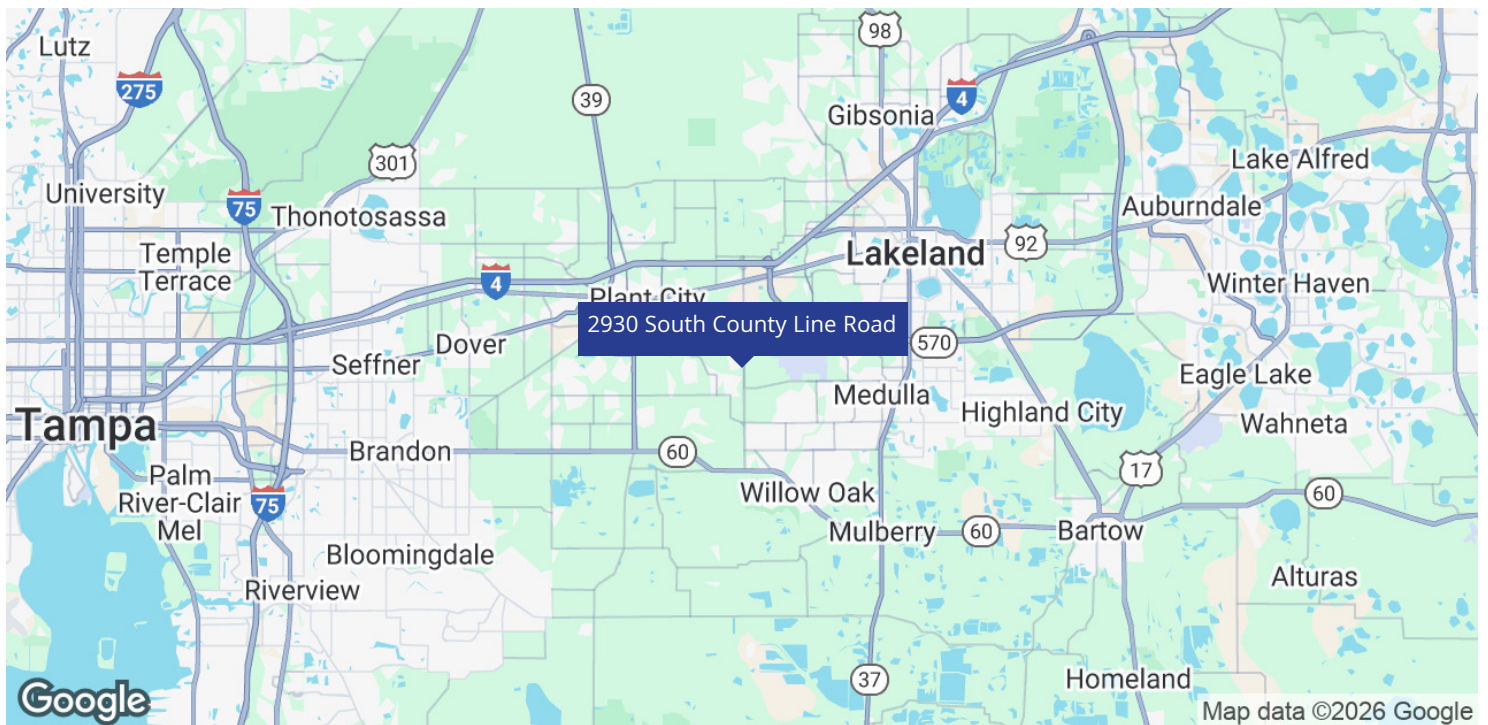 Lutz
98
275
39
4
Gibsonia
301
Lake Alfred
University
75
Thonotosassa
Auburndale
Temple
Terrace
Lakeland
92
4
Winter Haven
Plant City
2930 South County Line Road
Dover
570
Seffner
Eagle Lake
Medulla
Highland City
Tampa
Wahneta
Brandon
60
17
Palm
River-Clair
Mel
75
Willow Oak
60
Mulberry
60
Bartow
Bloomingdale
Riverview
Alturas
37
Homeland
Google
Map data ©2026 Google